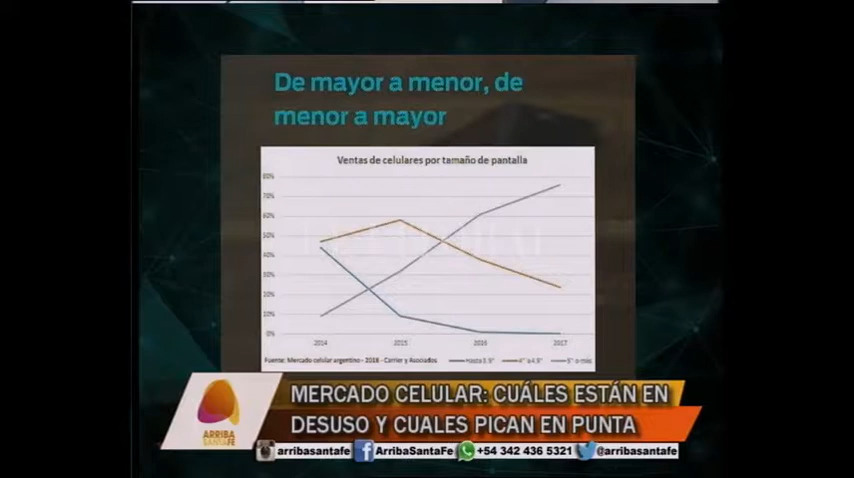 De mayor a menor, de
menor a mayor
Ventas de celulares por tamaño de pantalla
80%
70%
60%
50%
40%
30%
20%
10%
0%
2014 2015 2016 2017
Fuente: Mercado celular argentino - 2018 - Carrier y Asociados
ARRIBA
SANTA FE
MERCADO CELULAR: CUÁLES ESTÁN EN
DESUSO Y CUALES PICAN EN PUNTA
arribasantafe ArribaSantaFe +54 342 436 5321 @arribasantafe